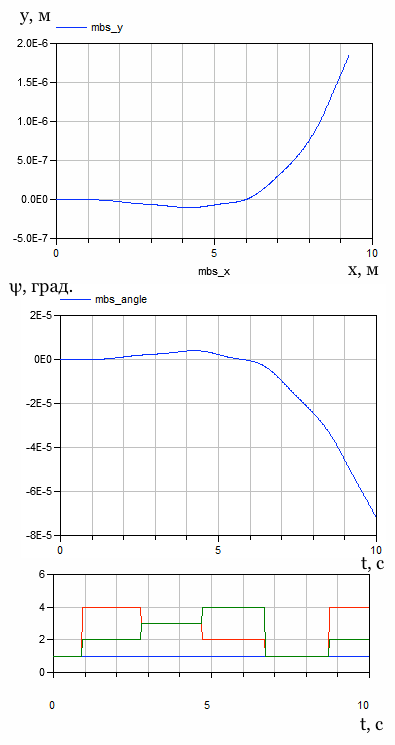 y, м
mbs_y
2.0E-6
1.5E-6
1.0E-6
5.0E-7
0.0E0
-5.0E-7
0 5 10
mbs_x x, м
ψ, град.
mbs_angle
2E-5
0E0
-2E-5
-4E-5
-6E-5
-8E-5
0 5 10
t, с
6
4
2
0
0 5 10
t, с